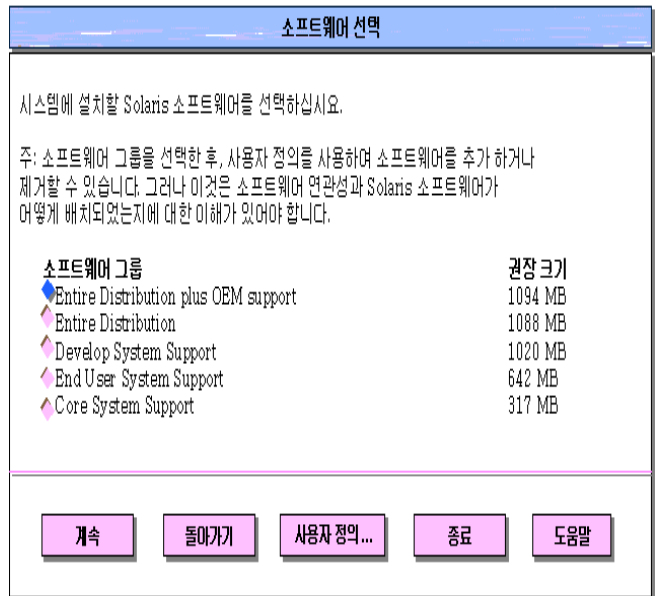 소프트웨어 선택
시스템에 설치할 Solaris 소프트웨어를 선택하십시요.
주: 소프트웨어 그룹을 선택한 후, 사용자 정의를 사용하여 소프트웨어를 추가 하거나
제거할 수 있습니다. 그러나 이것은 소프트웨어 연관성과 Solaris 소프트웨어가
어떻게 배치되었는지에 대한 이해가 있어야 합니다.
소프트웨어 그룹 권장 크기
Entire Distribution plus OEM support 1094 MB
Entire Distribution 1088 MB
Develop System Support 1020 MB
End User System Support 642 MB
Core System Support 317 MB
계속 돌아가기 사용자 정의... 종료 도움말